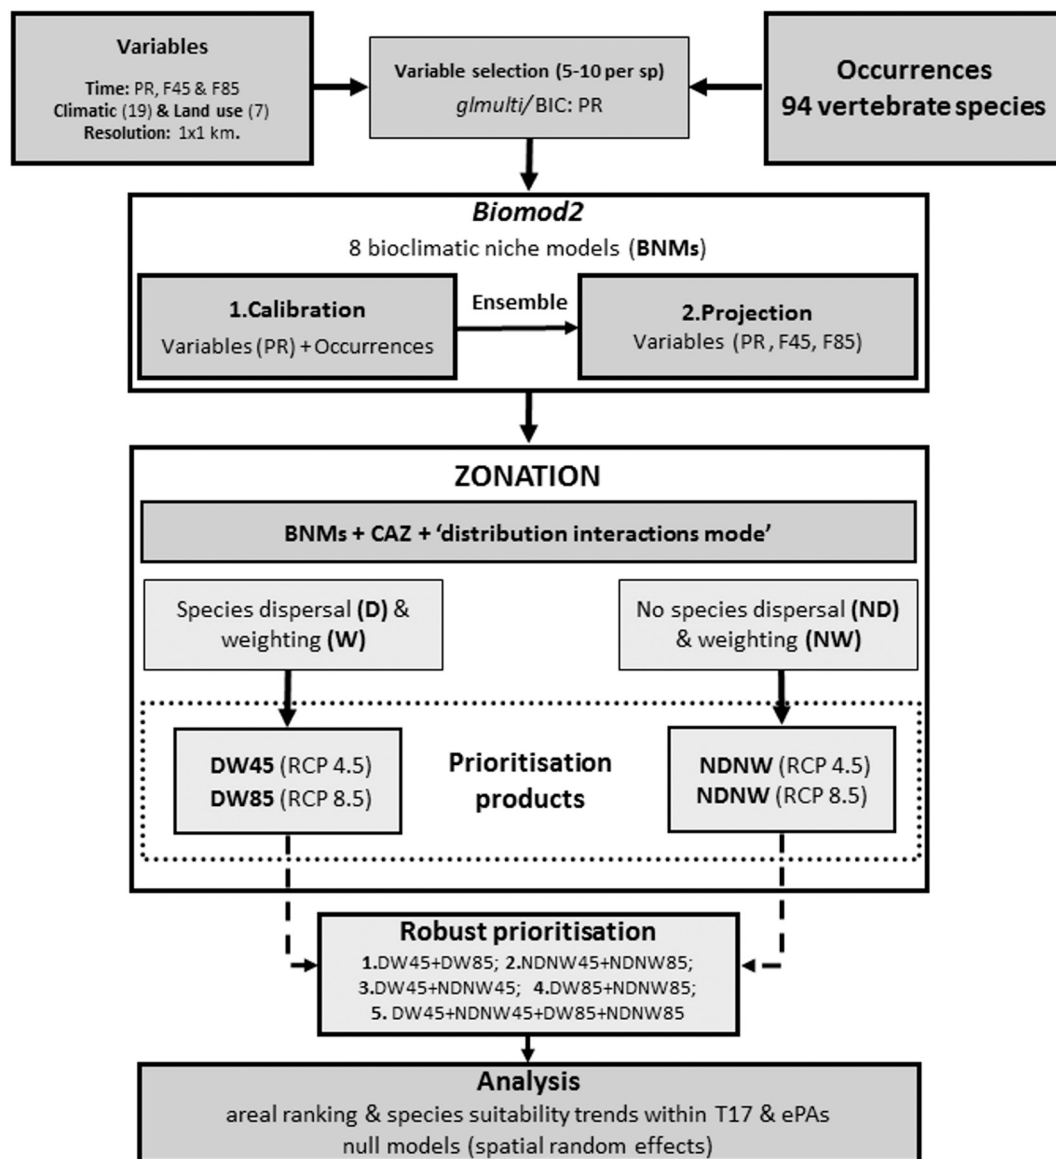 Variables
Time: PR, F45 & F85
Climatic (19) & Land use (7)
Resolution: 1x1 km.
Variable selection (5-10 per sp)
glmulti/BIC: PR
Occurrences
94 vertebrate species
Biomod2
8 bioclimatic niche models (BNMs)
1.Calibration
Variables (PR) + Occurrences
Ensemble
2.Projection
Variables (PR , F45, F85)
ZONATION
BNMs + CAZ + ‘distribution interactions mode’
Species dispersal (D) &
weighting (W)
No species dispersal (ND)
& weighting (NW)
DW45 (RCP 4.5)
DW85 (RCP 8.5)
Prioritisation
products
NDNW (RCP 4.5)
NDNW (RCP 8.5)
Robust prioritisation
1.DW45+DW85; 2.NDNW45+NDNW85;
3.DW45+NDNW45; 4.DW85+NDNW85;
5. DW45+NDNW45+DW85+NDNW85
Analysis
areal ranking & species suitability trends within T17 & ePAs
null models (spatial random effects)